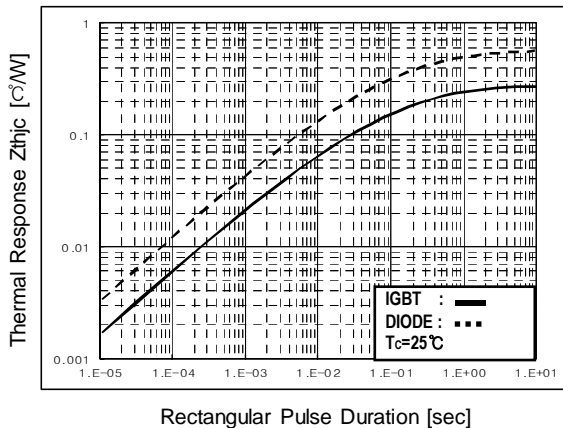 Thermal Response Zthjc [℃/W]
1
0.1
0.01
0.001
1.E-05 1.E-04 1.E-03 1.E-02 1.E-01 1.E+00 1.E+01
IGBT :
DIODE :
Tc=25℃
Rectangular Pulse Duration [sec]